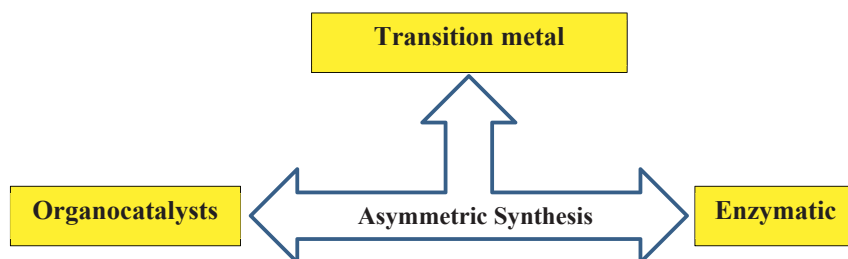 Transition metal
Organocatalysts
Asymmetric Synthesis
Enzymatic